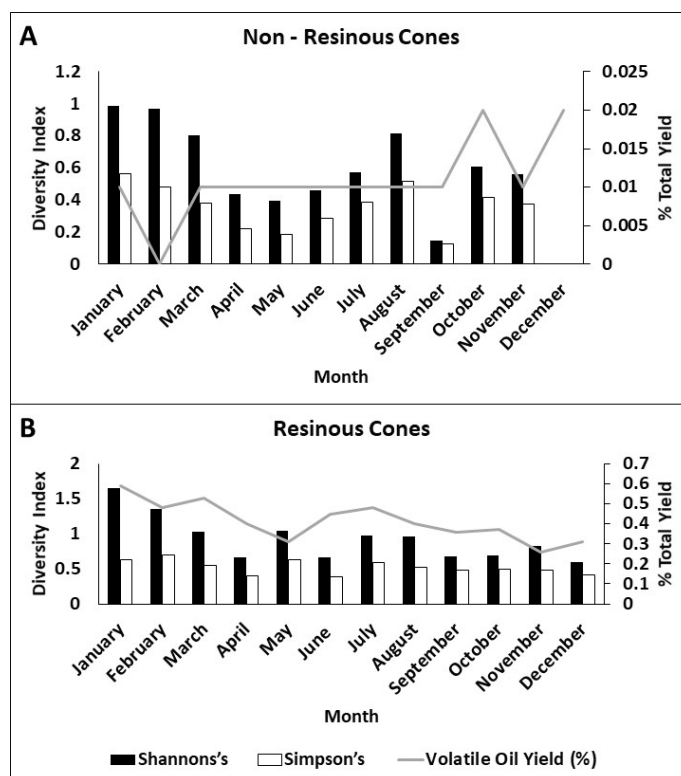 A
Non - Resinous Cones
Diversity Index
1.2
1
0.8
0.6
0.4
0.2
0
% Total Yield
0.025
0.02
0.015
0.01
0.005
0
January
February
March
April
May
June
July
August
September
October
November
December
Month
B
Resinous Cones
Diversity Index
2
1.5
1
0.5
0
% Total Yield
0.7
0.6
0.5
0.4
0.3
0.2
0.1
0
January
February
March
April
May
June
July
August
September
October
November
December
Month
Shannons's
Simpson's
Volatile Oil Yield (%)